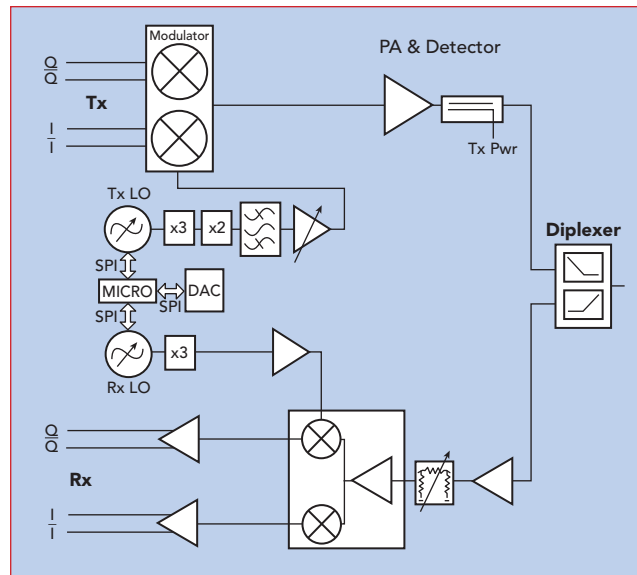 Modulator
PA & Detector
Q
Q
Tx
I
I
Tx Pwr
Tx LO
x3
x2
Diplexer
SPI
MICRO
SPI
DAC
SPI
x3
Rx LO
Q
Q
Rx
I
I